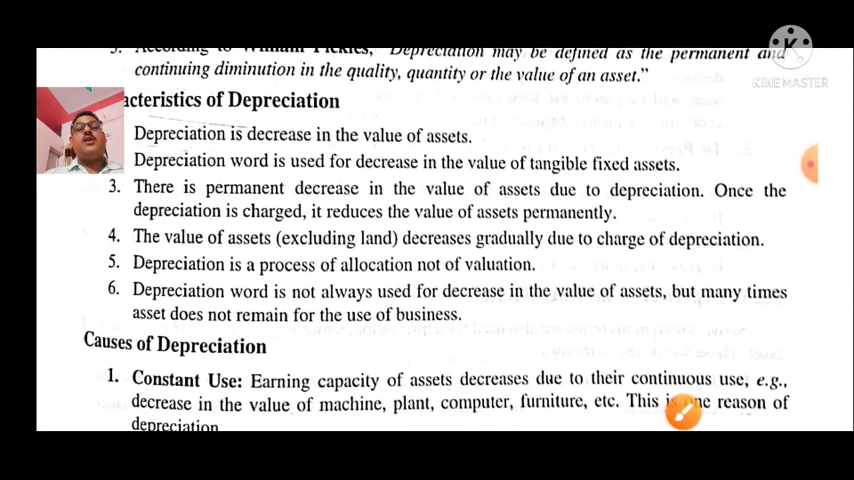 According to William Pickles, "Depreciation may be defined as the permanent and
continuing diminution in the quality, quantity or the value of an asset."
acteristics of Depreciation
Depreciation is decrease in the value of assets.
Depreciation word is used for decrease in the value of tangible fixed assets.
3. There is permanent decrease in the value of assets due to depreciation. Once the
depreciation is charged, it reduces the value of assets permanently.
4. The value of assets (excluding land) decreases gradually due to charge of depreciation.
5. Depreciation is a process of allocation not of valuation.
6. Depreciation word is not always used for decrease in the value of assets, but many times
asset does not remain for the use of business.
Causes of Depreciation
1. Constant Use: Earning capacity of assets decreases due to their continuous use, e.g.,
decrease in the value of machine, plant, computer, furniture, etc. This is one reason of
depreciation
KINEMASTER